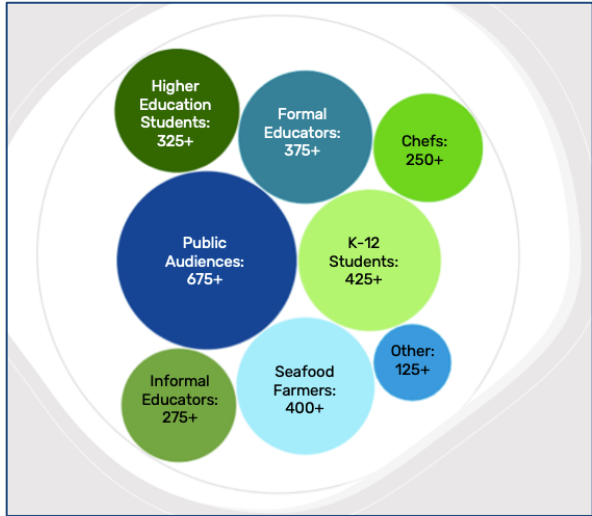 Higher
Education
Students:
325+
Formal
Educators:
375+
Chefs:
250+
Public
Audiences:
675+
K-12
Students:
425+
Other:
125+
Informal
Educators:
275+
Seafood
Farmers:
400+